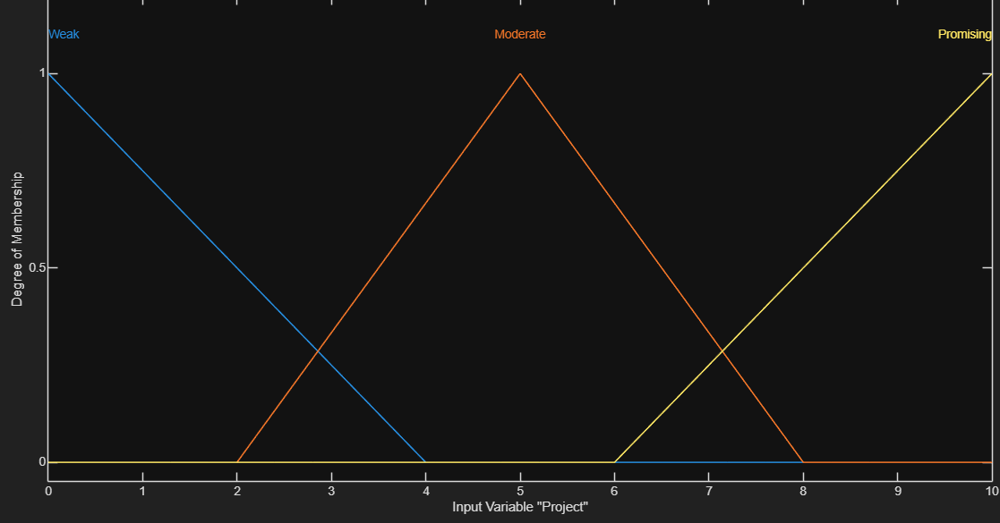 Weak Moderate Promising
1
0.5
0
Degree of Membership
0 1 2 3 4 5 6 7 8 9 10
Input Variable "Project"